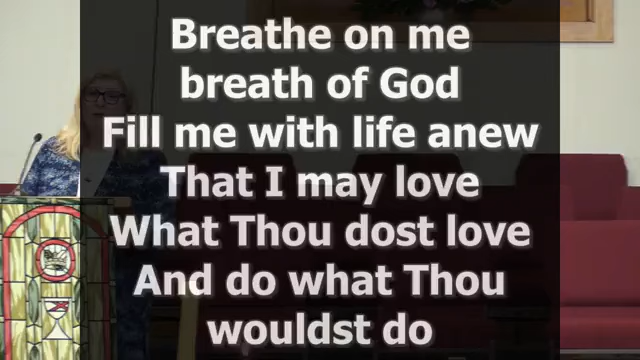 Breathe on me
breath of God
Fill me with life anew
That I may love
What Thou dost love
And do what Thou
wouldst do